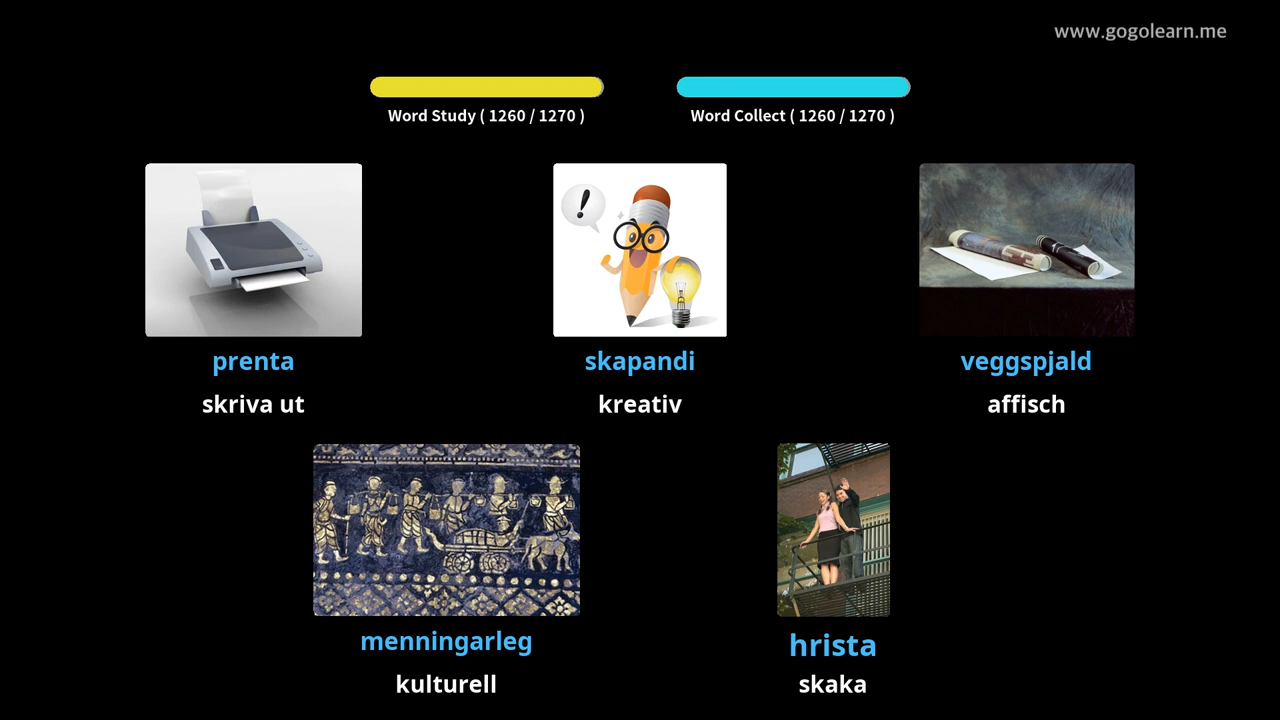 www.gogolearn.me
Word Study ( 1260 / 1270 )
Word Collect ( 1260 / 1270 )
prenta
skriva ut
skapandi
kreativ
veggspjald
affisch
menningarleg
kulturell
hrista
skaka